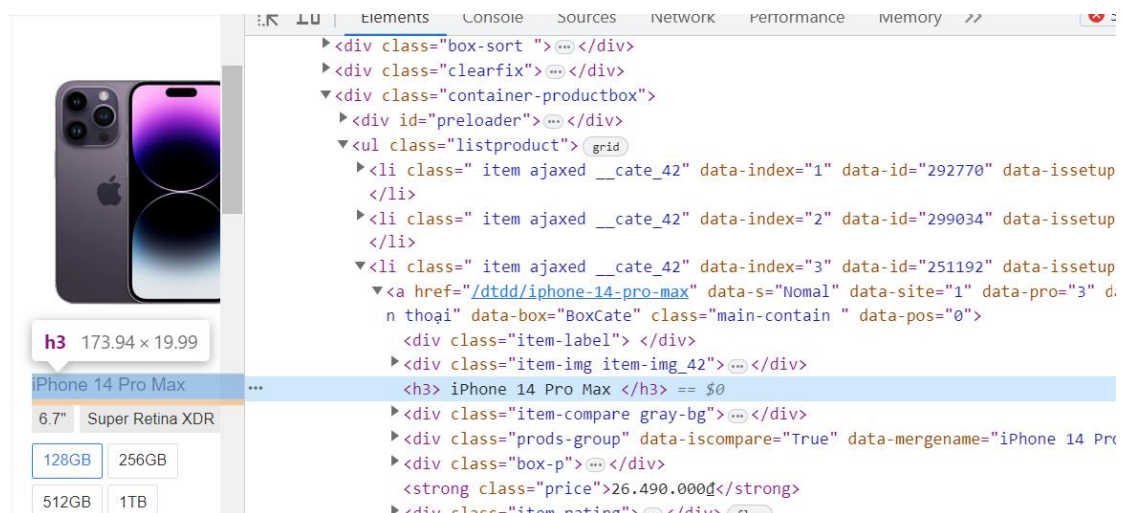 Elements Console Sources Network Performance Memory
<div class="box-sort ">…</div>
<div class="clearfix">…</div>
<div class="container-productbox">
<div id="preloader">…</div>
<ul class="listproduct"> grid
<li class=" item ajaxed __cate_42" data-index="1" data-id="292770" data-issetup
</li>
<li class=" item ajaxed __cate_42" data-index="2" data-id="299034" data-issetup
</li>
<li class=" item ajaxed __cate_42" data-index="3" data-id="251192" data-issetup
<a href="/dtdd/iphone-14-pro-max" data-s="Nomal" data-site="1" data-pro="3"
n thoại" data-box="BoxCate" class="main-contain " data-pos="0">
<div class="item-label"> </div>
<div class="item-img item-img_42">…</div>
<h3> iPhone 14 Pro Max </h3> == $0
<div class="item-compare gray-bg">…</div>
<div class="prods-group" data-iscompare="True" data-mergename="iPhone 14 Pro
<div class="box-p">…</div>
<strong class="price">26.490.000₫</strong>
<div class="item-rating">…</div>
h3 173.94 × 19.99
iPhone 14 Pro Max
6.7" Super Retina XDR
128GB 256GB
512GB 1TB